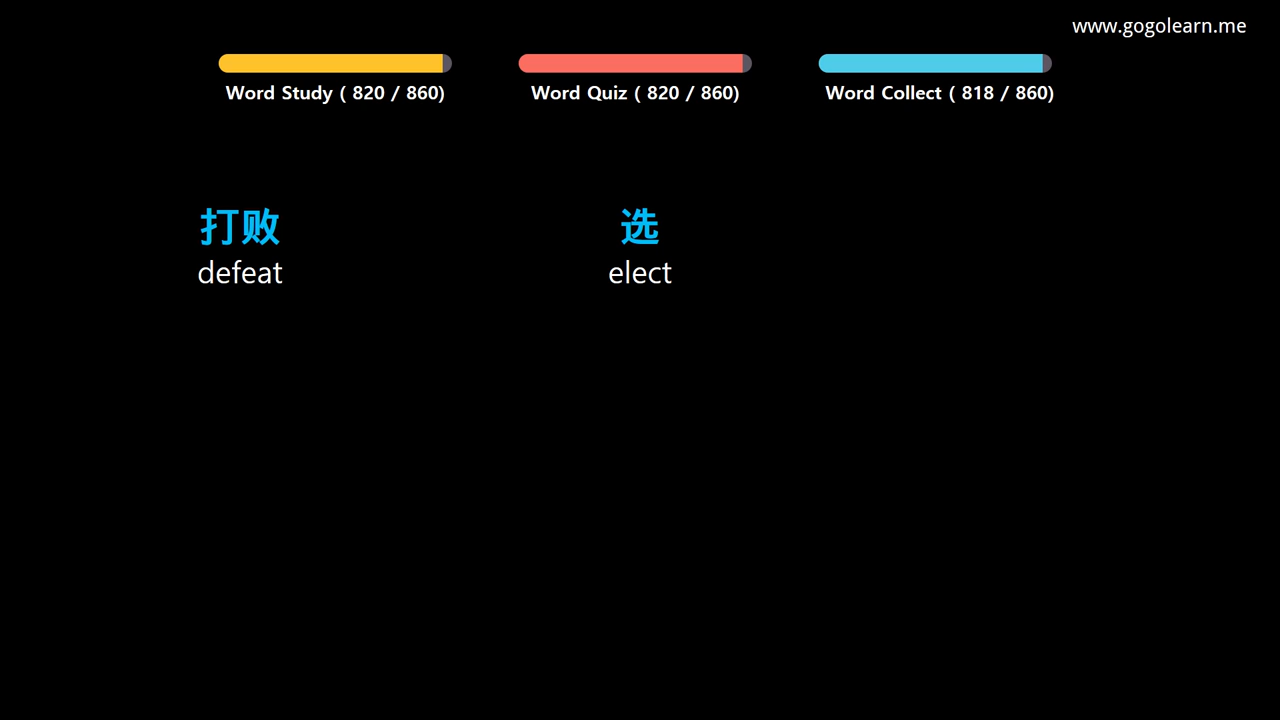 www.gogolearn.me
Word Study ( 820 / 860)
Word Quiz ( 820 / 860)
Word Collect ( 818 / 860)
打败
defeat
选
elect